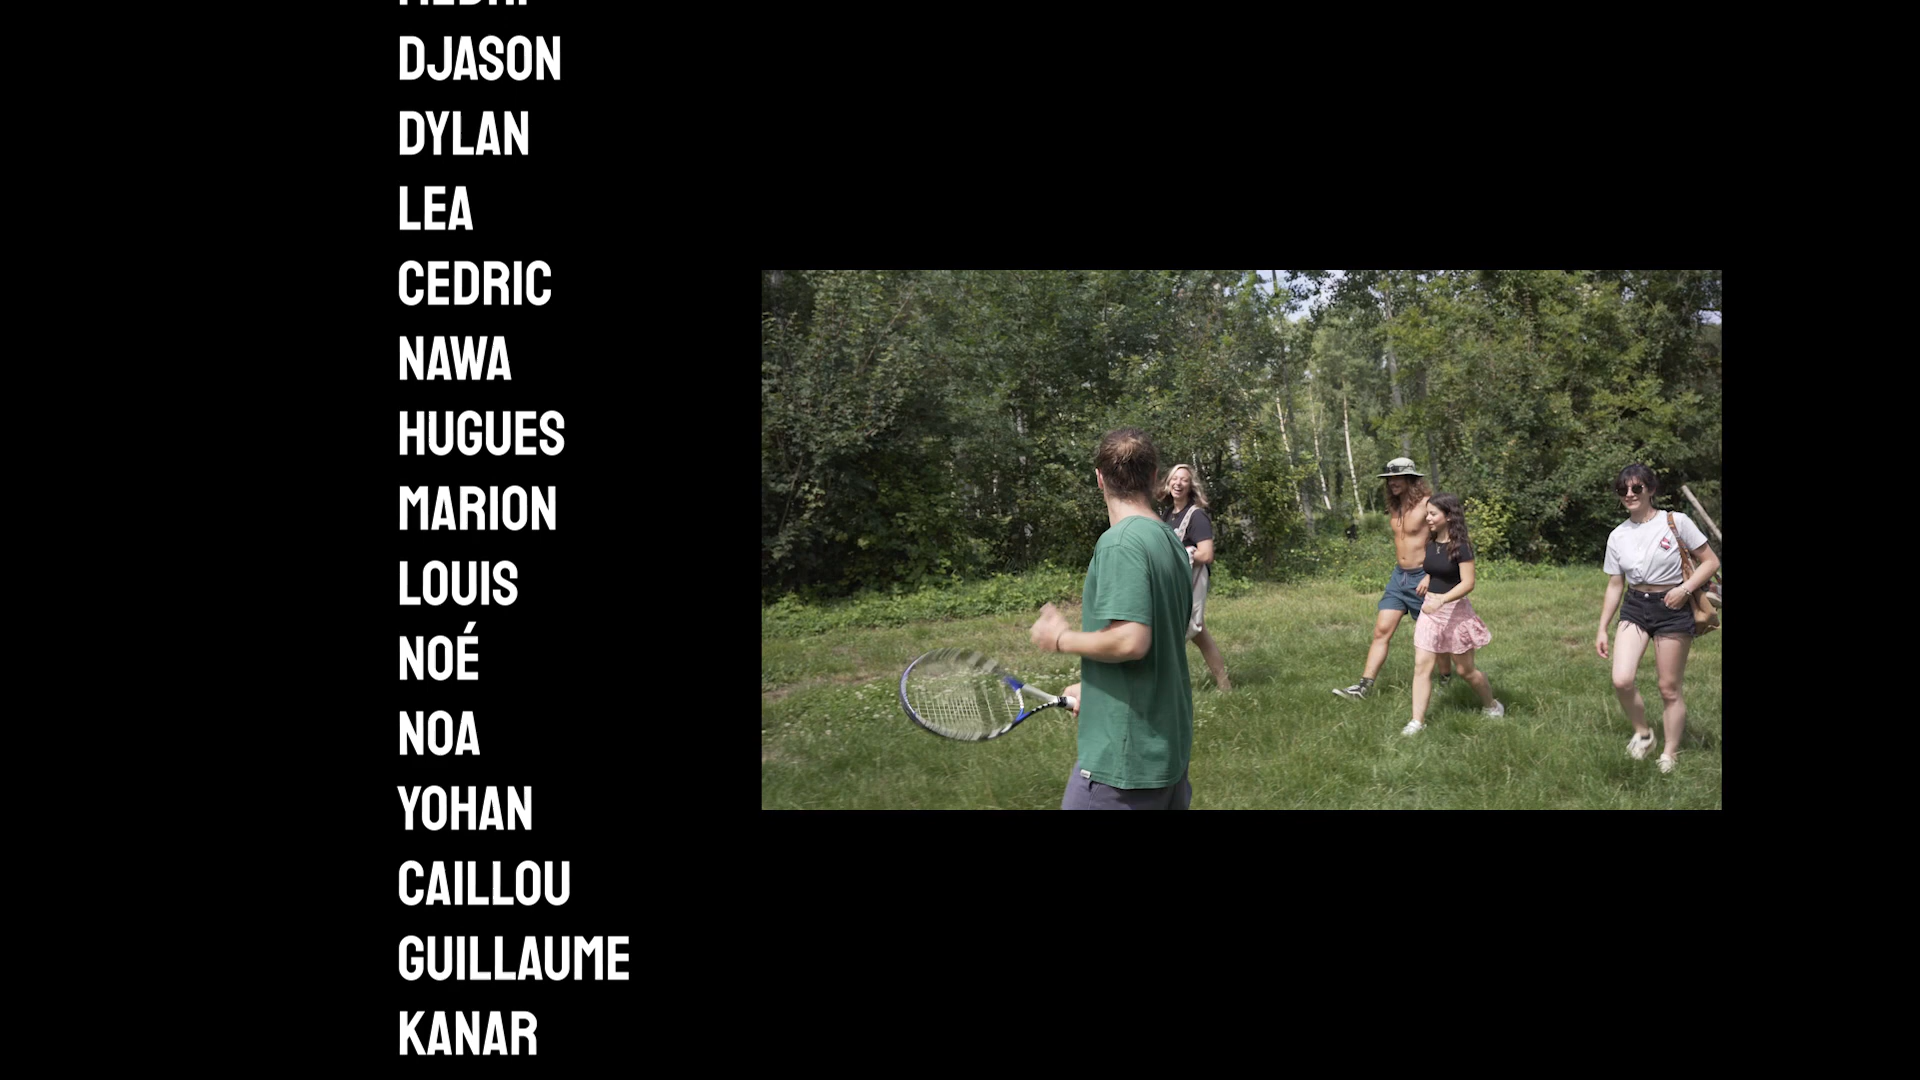 DJASON
DYLAN
LEA
CEDRIC
NAWA
HUGUES
MARION
LOUIS
NOÉ
NOA
YOHAN
CAILLOU
GUILLAUME
KANAR